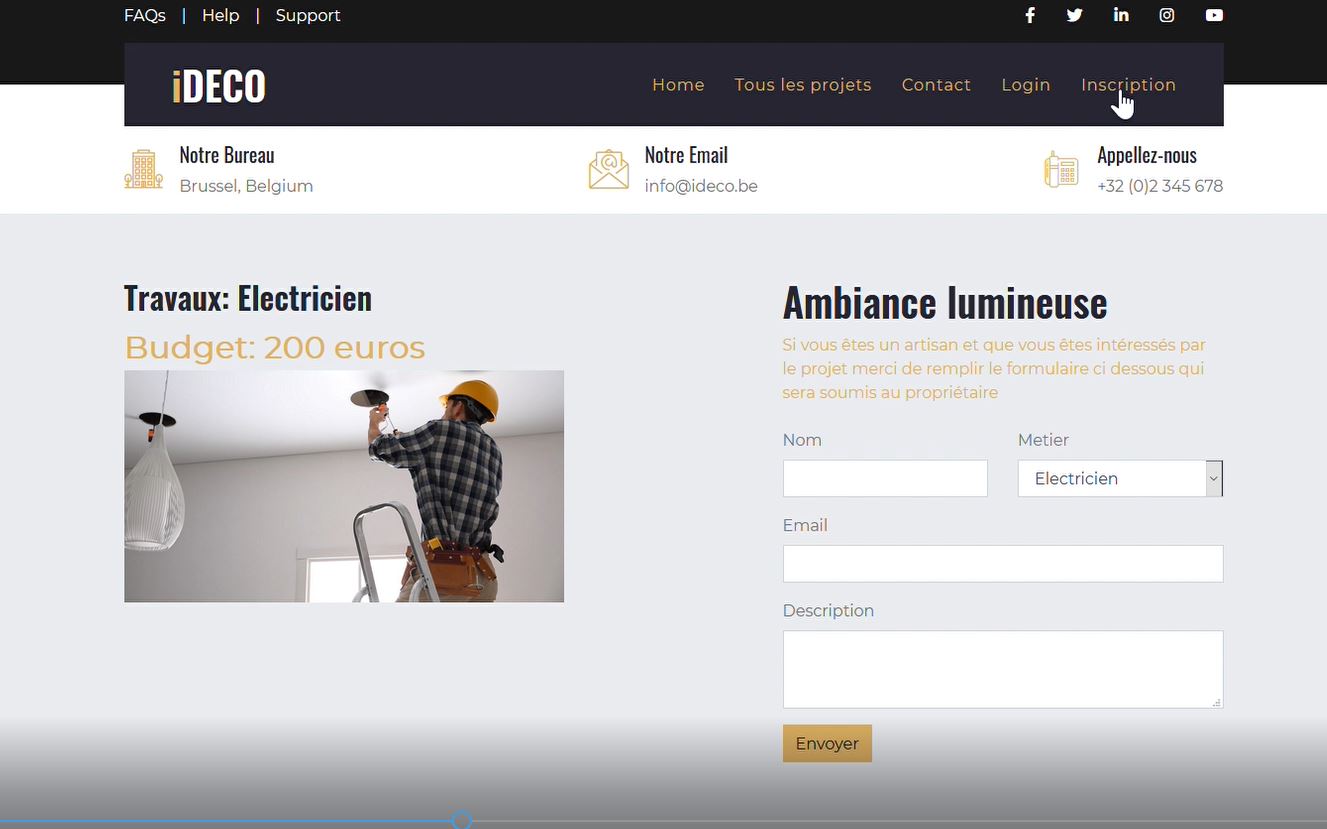 FAQs | Help | Support
iDECO
Home Tous les projets Contact Login Inscription
Notre Bureau
Brussel, Belgium
Notre Email
info@ideco.be
Appellez-nous
+32 (0)2 345 678
Travaux: Electricien
Budget: 200 euros
Ambiance lumineuse
Si vous êtes un artisan et que vous êtes intéressés par
le projet merci de remplir le formulaire ci dessous qui
sera soumis au propriétaire
Nom
Metier
Electricien
Email
Description
Envoyer